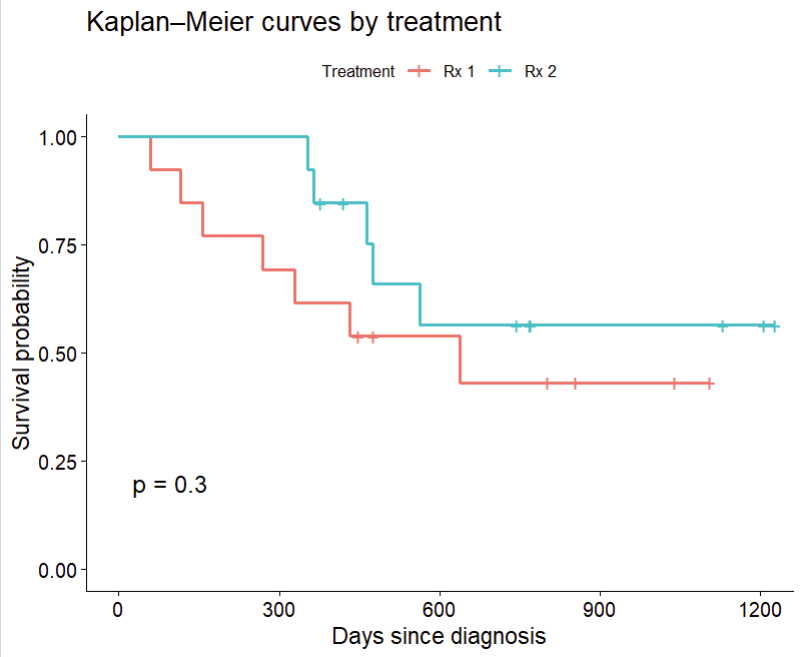 Kaplan–Meier curves by treatment
Treatment Rx 1 Rx 2
1.00
0.75
0.50
0.25
0.00
Survival probability
p = 0.3
0 300 600 900 1200
Days since diagnosis